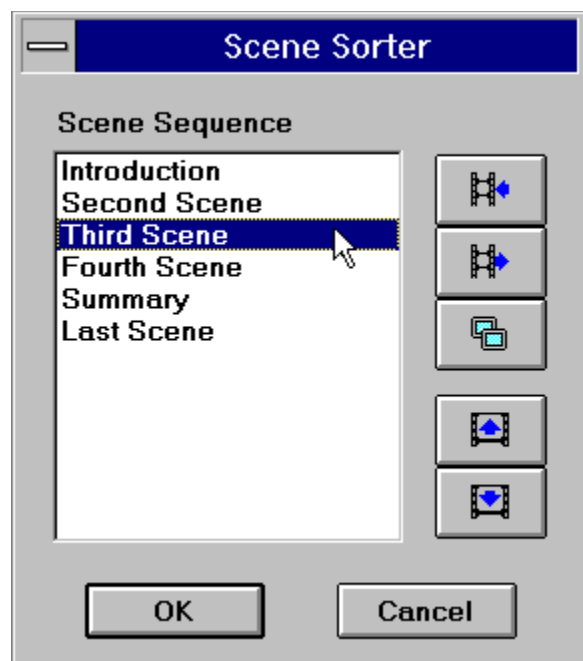 Scene Sorter
Scene Sequence
Introduction
Second Scene
Third Scene
Fourth Scene
Summary
Last Scene
OK
Cancel